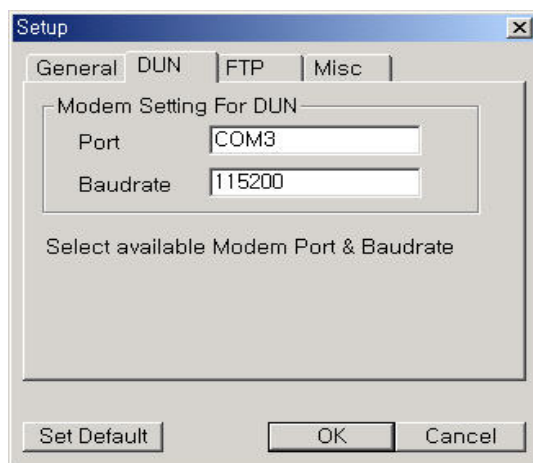 Setup
General DUN FTP Misc
Modem Setting For DUN
Port COM3
Baudrate 115200
Select available Modem Port & Baudrate
Set Default OK Cancel